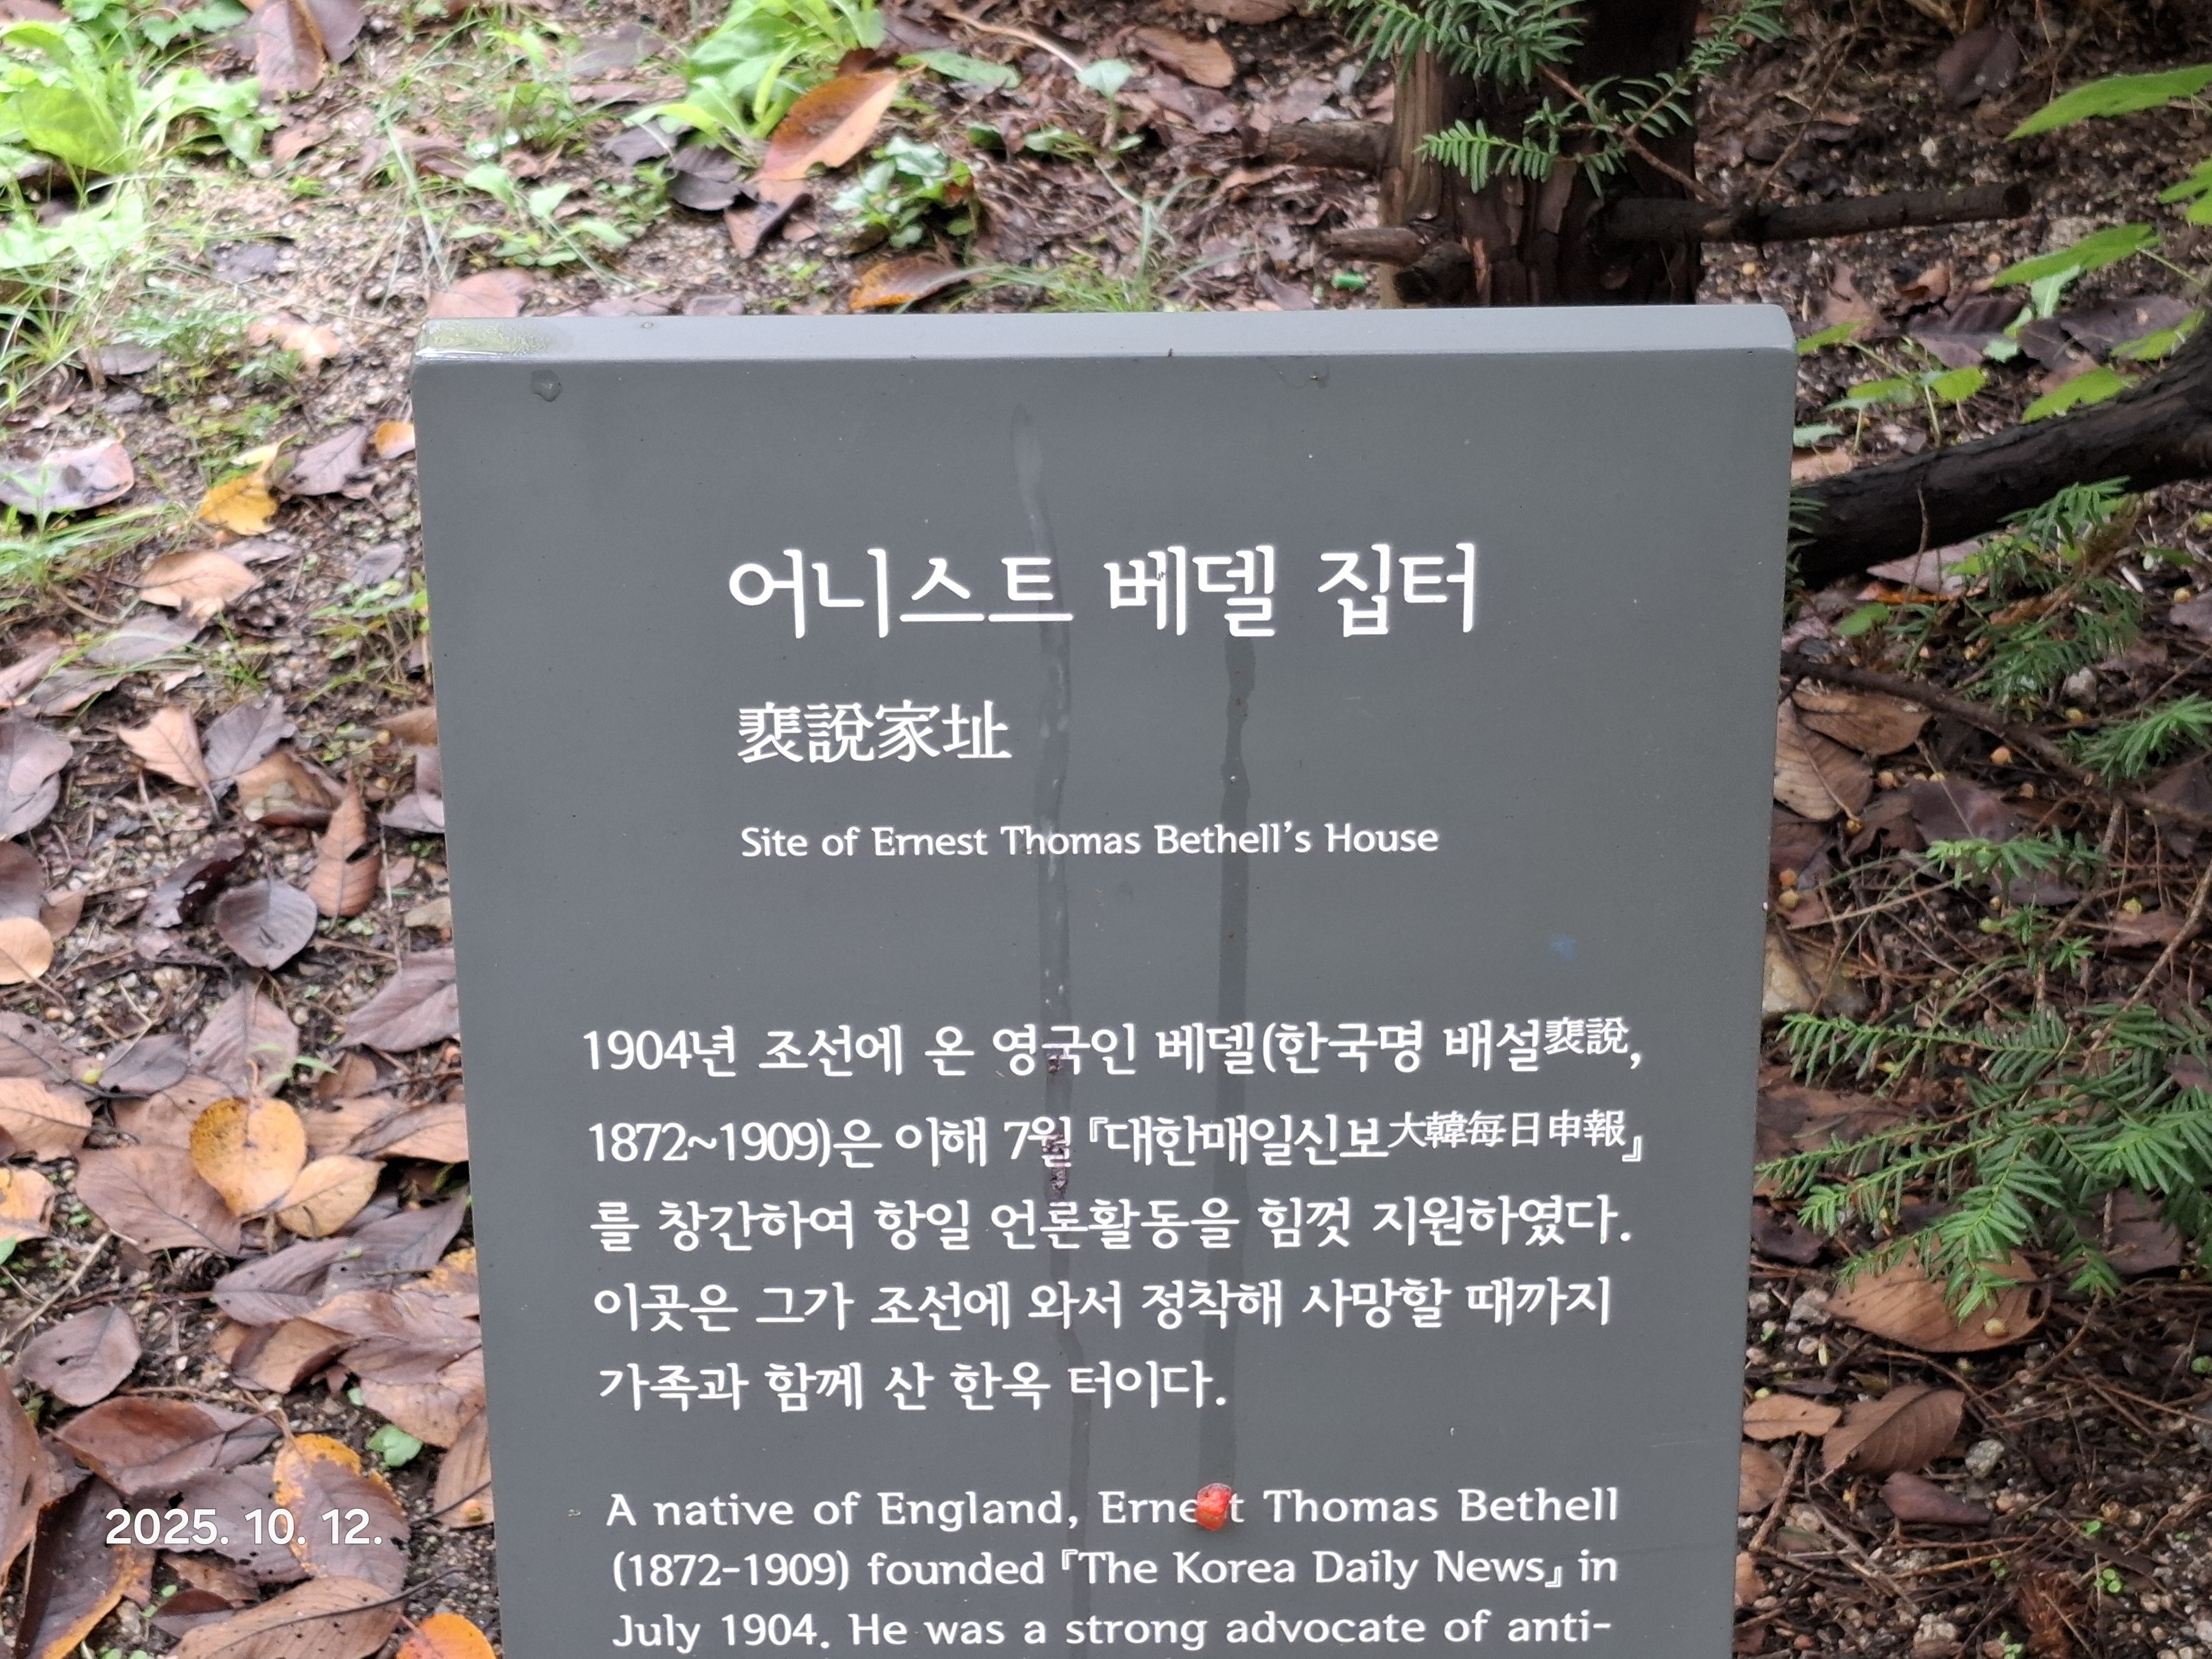 어니스트 베델 집터
裴說家址
Site of Ernest Thomas Bethell's House
1904년 조선에 온 영국인 베델(한국명 배설裴說,
1872~1909)은 이해 7월 『대한매일신보大韓每日申報』
를 창간하여 항일 언론활동을 힘껏 지원하였다.
이곳은 그가 조선에 와서 정착해 사망할 때까지
가족과 함께 산 한옥 터이다.
A native of England, Ernest Thomas Bethell
(1872-1909) founded 『The Korea Daily News』 in
July 1904. He was a strong advocate of anti-
2025. 10. 12.